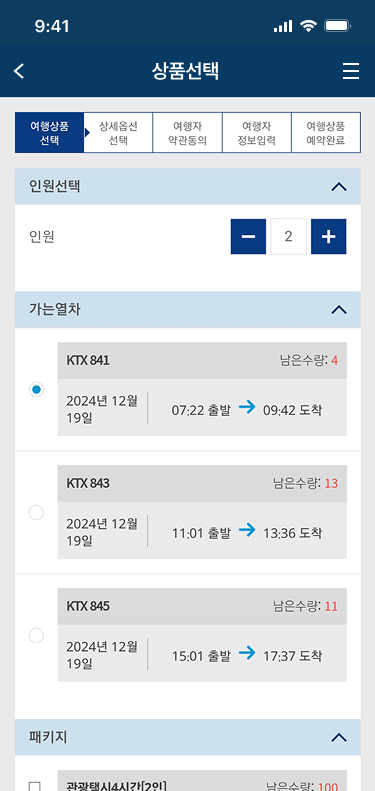 9:41
상품선택
여행상품
선택
상세옵션
선택
여행자
약관동의
여행자
정보입력
여행상품
예약완료
인원선택
인원
2
가는열차
KTX 841 남은수량: 4
2024년 12월
19일
07:22 출발 09:42 도착
KTX 843 남은수량: 13
2024년 12월
19일
11:01 출발 13:36 도착
KTX 845 남은수량: 11
2024년 12월
19일
15:01 출발 17:37 도착
패키지
관광택시4시간[2인] 남은수량: 100